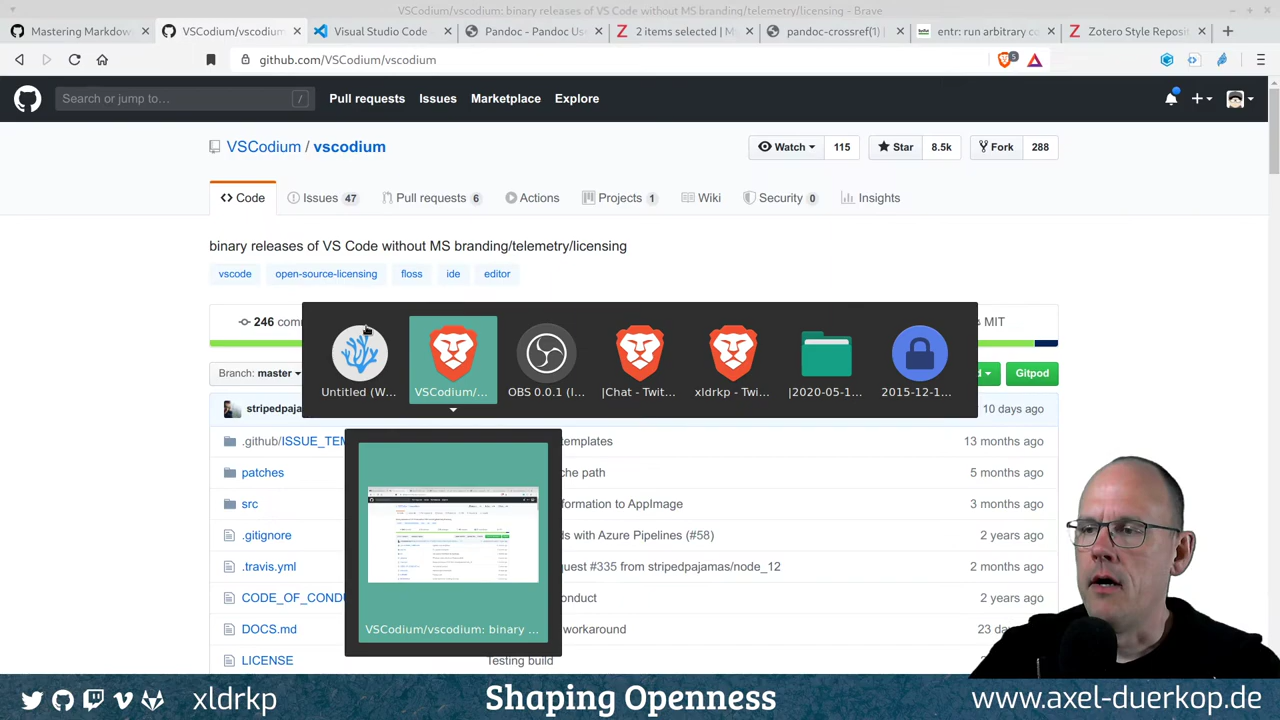 VSCodium/vscodium: binary releases of VS Code without MS branding/telemetry/licensing - Brave
Mastering Markdow
VSCodium/vscodium
Visual Studio Code
Pandoc - Pandoc Us
2 items selected | M
pandoc-crossref(1) |
entr: run arbitrary co
Zotero Style Reposit
github.com/VSCodium/vscodium
5
Search or jump to...
/
Pull requests
Issues
Marketplace
Explore
VSCodium / vscodium
Watch
115
Star
8.5k
Fork
288
Code
Issues 47
Pull requests 6
Actions
Projects 1
Wiki
Security 0
Insights
binary releases of VS Code without MS branding/telemetry/licensing
vscode
open-source-licensing
floss
ide
editor
246 comm
MIT
Untitled (W...
VSCodium/...
OBS 0.0.1 (l...
|Chat - Twit...
xldrkp - Twi...
|2020-05-1...
2015-12-1...
Branch: master
d
Gitpod
stripedpaja
10 days ago
.github/ISSUE_TEM
templates
13 months ago
patches
che path
5 months ago
src
formation to AppImage
3 months ago
.gitignore
ds with Azure Pipelines (#58)
2 years ago
.travis.yml
quest #335 from stripedpajamas/node_12
2 months ago
CODE_OF_CONDU
onduct
2 years ago
DOCS.md
workaround
23 da
LICENSE
Testing build
VSCodium/vscodium: binary ...
xldrkp
Shaping Openness
www.axel-duerkop.de